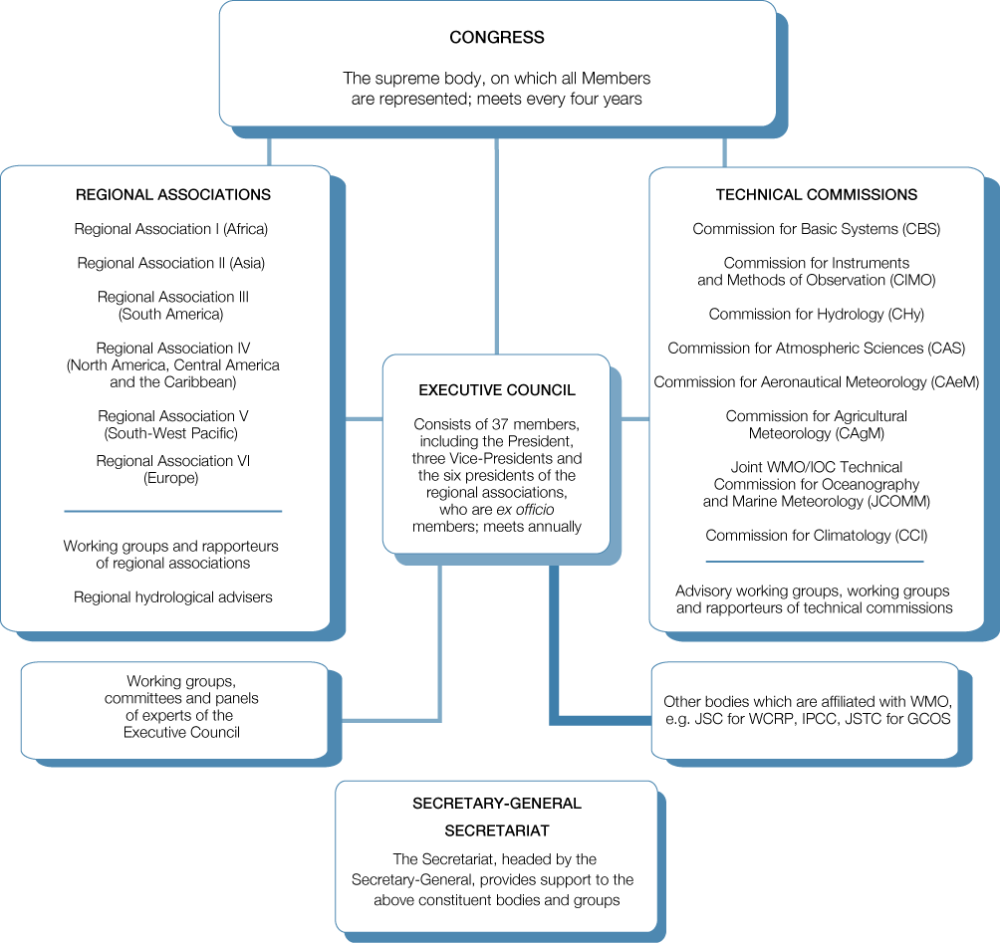 CONGRESS
The supreme body, on which all Members
are represented; meets every four years
REGIONAL ASSOCIATIONS
Regional Association I (Africa)
Regional Association II (Asia)
Regional Association III
(South America)
Regional Association IV
(North America, Central America
and the Caribbean)
Regional Association V
(South-West Pacific)
Regional Association VI
(Europe)
Working groups and rapporteurs
of regional associations
Regional hydrological advisers
EXECUTIVE COUNCIL
Consists of 37 members,
including the President,
three Vice-Presidents and
the six presidents of the
regional associations,
who are ex officio
members; meets annually
TECHNICAL COMMISSIONS
Commission for Basic Systems (CBS)
Commission for Instruments
and Methods of Observation (CIMO)
Commission for Hydrology (CHy)
Commission for Atmospheric Sciences (CAS)
Commission for Aeronautical Meteorology (CAeM)
Commission for Agricultural
Meteorology (CAgM)
Joint WMO/IOC Technical
Commission for Oceanography
and Marine Meteorology (JCOMM)
Commission for Climatology (CCI)
Advisory working groups, working groups
and rapporteurs of technical commissions
Working groups,
committees and panels
of experts of the
Executive Council
Other bodies which are affiliated with WMO,
e.g. JSC for WCRP, IPCC, JSTC for GCOS
SECRETARY-GENERAL
SECRETARIAT
The Secretariat, headed by the
Secretary-General, provides support to the
above constituent bodies and groups